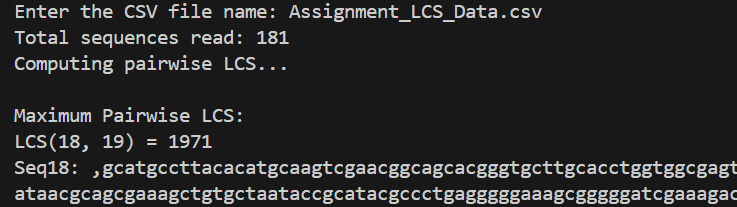 Enter the CSV file name: Assignment_LCS_Data.csv
Total sequences read: 181
Computing pairwise LCS...
Maximum Pairwise LCS:
LCS(18, 19) = 1971
Seq18: ,gcatgccttacacatgcaagtcgaacggcagcacgggtgcttgcacctggtggcgagt
ataacgcagcgaaagctgtgctaataccgcatacgccctgagggggaaagcgggggatcgaaagac